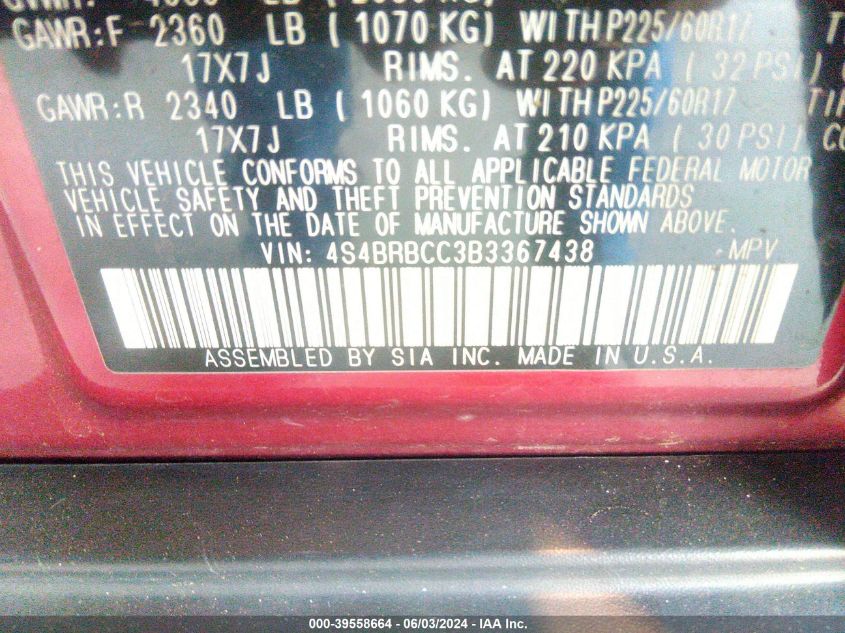 GAWR:F 2360 LB ( 1070 KG) WITH P225/60R17
17X7J RIMS. AT 220 KPA ( 32 PSI)
GAWR:R 2340 LB ( 1060 KG) WITH P225/60R17
17X7J RIMS. AT 210 KPA ( 30 PSI)
THIS VEHICLE CONFORMS TO ALL APPLICABLE FEDERAL MOTOR
VEHICLE SAFETY AND THEFT PREVENTION STANDARDS
IN EFFECT ON THE DATE OF MANUFACTURE SHOWN ABOVE.
VIN: 4S4BRBCC3B3367438 MPV
ASSEMBLED BY SIA INC. MADE IN U.S.A.
000-39558664 - 06/03/2024 - IAA Inc.